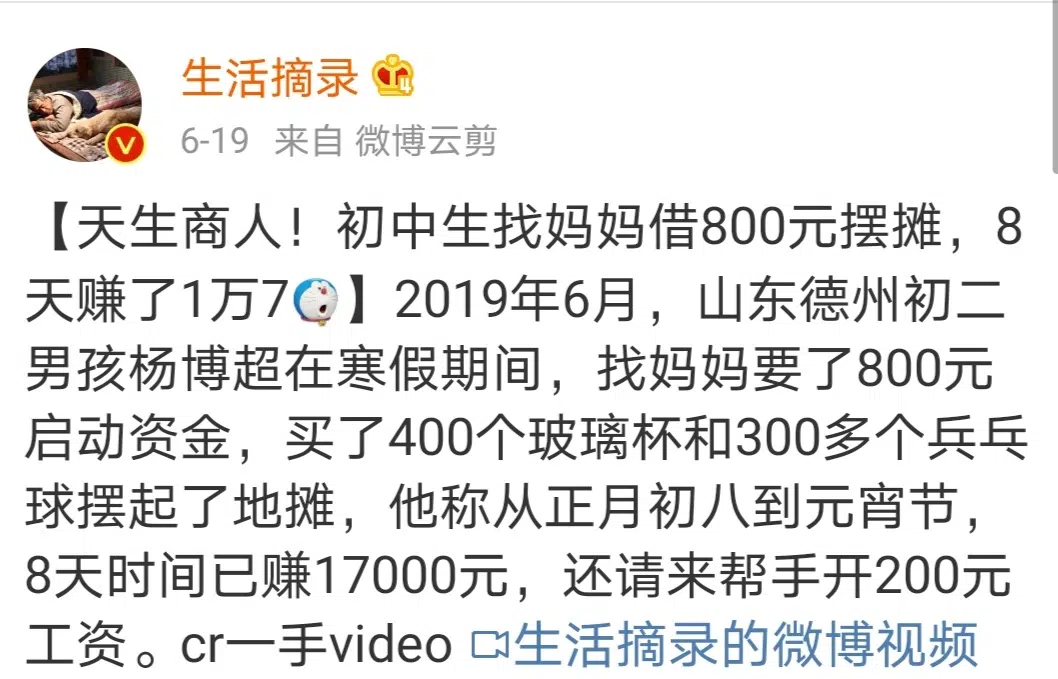 生活摘录
6-19 来自 微博云剪
【天生商人！初中生找妈妈借800元摆摊，8
天赚了1万7】2019年6月，山东德州初二
男孩杨博超在寒假期间，找妈妈要了800元
启动资金，买了400个玻璃杯和300多个兵乓
球摆起了地摊，他称从正月初八到元宵节，
8天时间已赚17000元，还请来帮手开200元
工资。cr一手video 生活摘录的微博视频